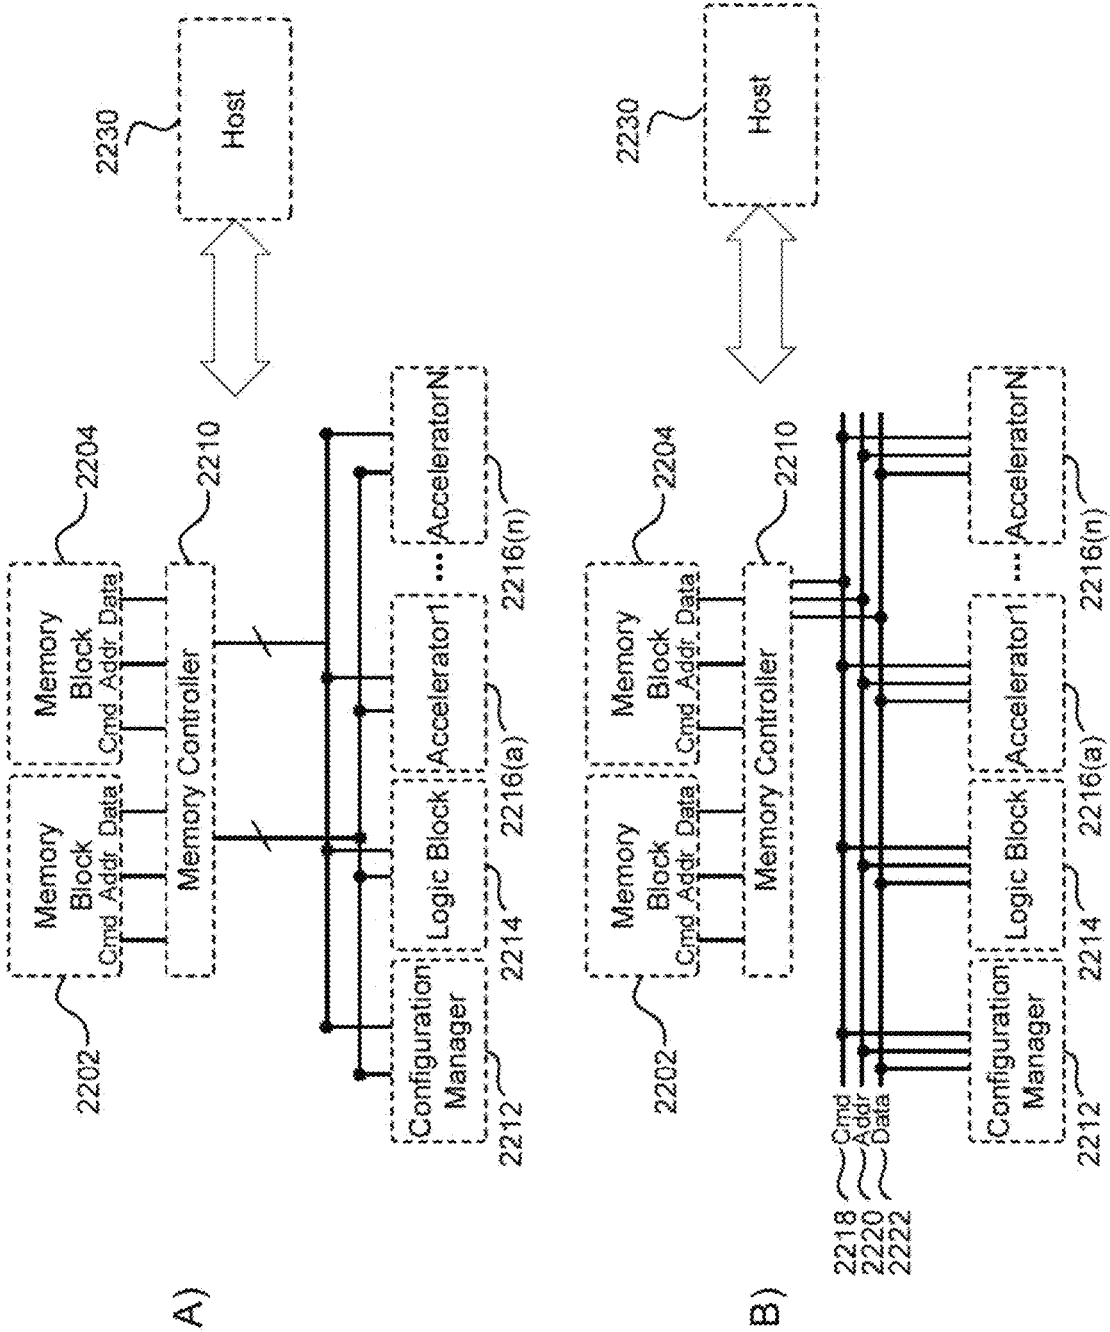 A)
2202
2204
2230
Memory
Block
Cmd Addr Data
Memory
Block
Cmd Addr Data
Host
Memory Controller
2210
Configuration
Manager
Logic Block
Accelerator1
...
AcceleratorN
2212
2214
2216(a)
2216(n)
B)
2202
2204
2230
Memory
Block
Cmd Addr Data
Memory
Block
Cmd Addr Data
Host
Memory Controller
2210
2218 Cmd
2220 Addr
2222 Data
Configuration
Manager
Logic Block
Accelerator1
...
AcceleratorN
2212
2214
2216(a)
2216(n)